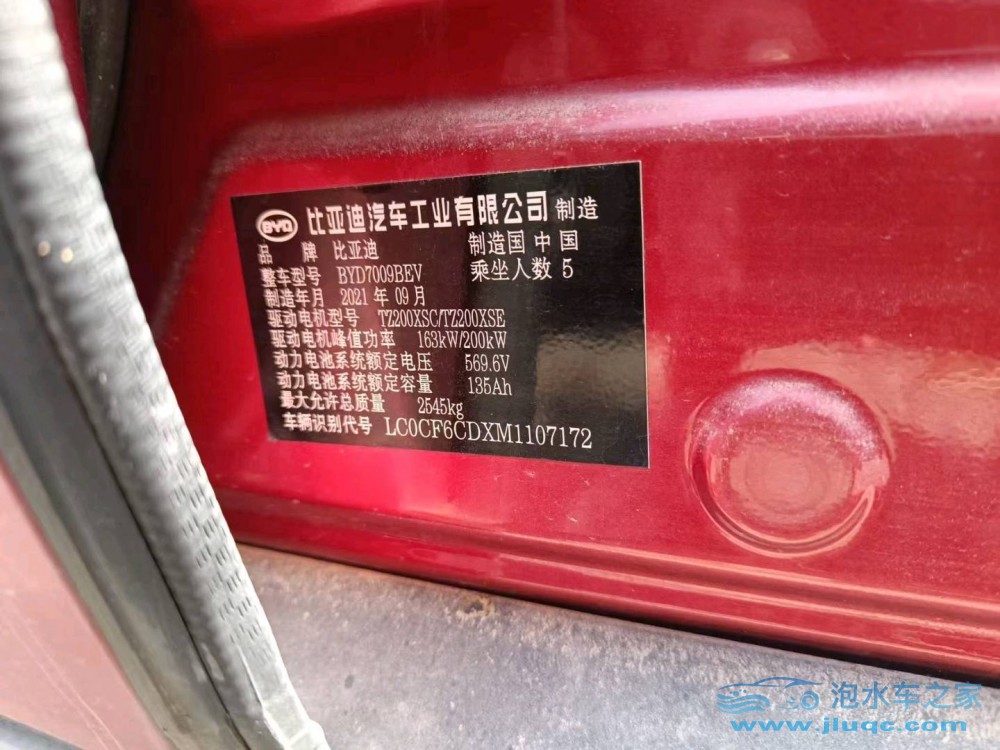 BYD 比亚迪汽车工业有限公司 制造
品 牌 比亚迪 制造国 中国
整车型号 BYD7009BEV 乘坐人数 5
制造年月 2021 年 09 月
驱动电机型号 TZ200XSC/TZ200XSE
驱动电机峰值功率 163kW/200kW
动力电池系统额定电压 569.6V
动力电池系统额定容量 135Ah
最大允许总质量 2545kg
车辆识别代号 LC0CF6CDXM1107172
泡水车之家
www.jluqc.com